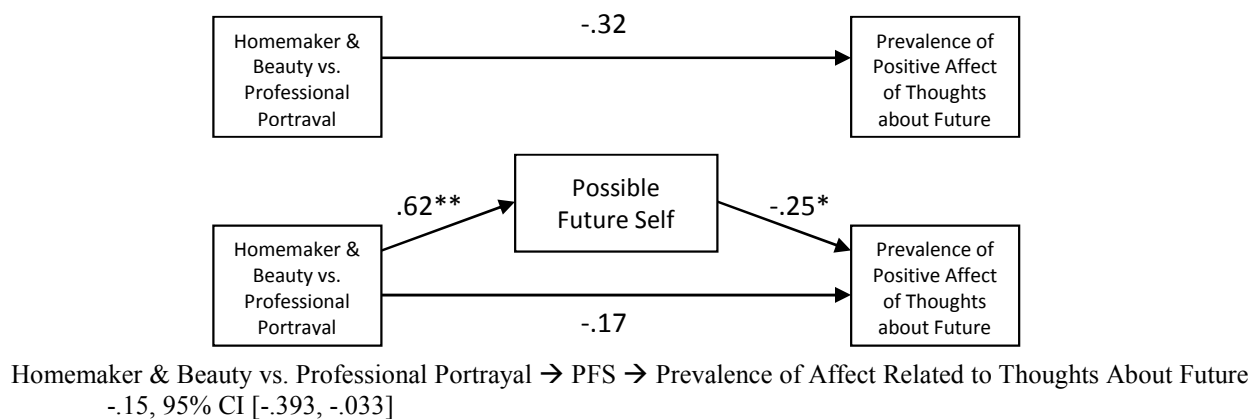 -.32
Homemaker &
Beauty vs.
Professional
Portraval
Prevalence of
Positive Affect
of Thoughts
about Future
Possible
Future Self
.62**
-.25*
Homemaker &
Beauty vs.
Professional
Portraval
Prevalence of
Positive Affect
of Thoughts
about Future
-.17
Homemaker & Beauty vs. Professional Portrayal → PFS → Prevalence of Affect Related to Thoughts About Future
-.15, 95% CI [-.393, -.033]